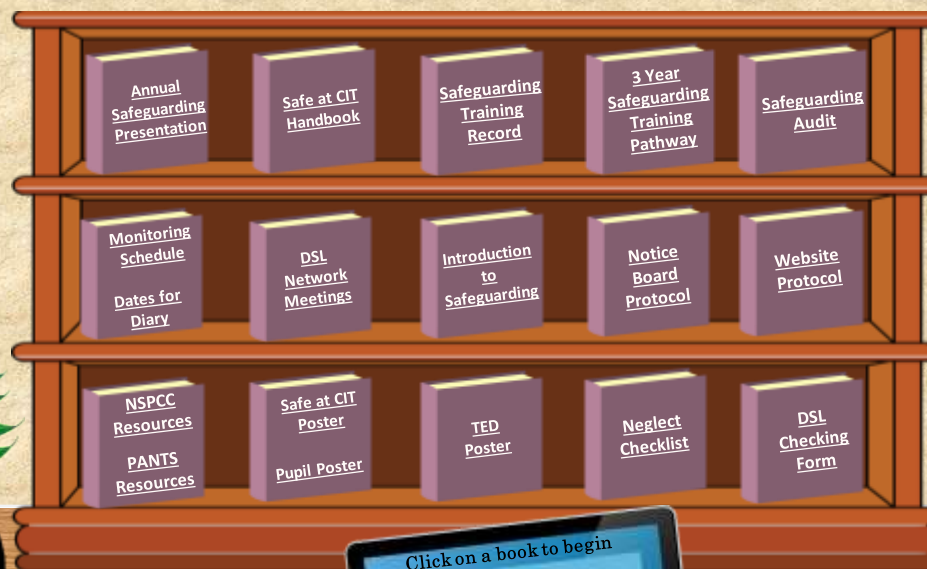 Annual
Safeguarding
Presentation
Safe at CIT
Handbook
Safeguarding
Training
Record
3 Year
Safeguarding
Training
Pathway
Safeguarding
Audit
Monitoring
Schedule
Dates for
Diary
DSL
Network
Meetings
Introduction
to
Safeguarding
Notice
Board
Protocol
Website
Protocol
NSPCC
Resources
PANTS
Resources
Safe at CIT
Poster
Pupil Poster
TED
Poster
Neglect
Checklist
DSL
Checking
Form
Click on a book to begin